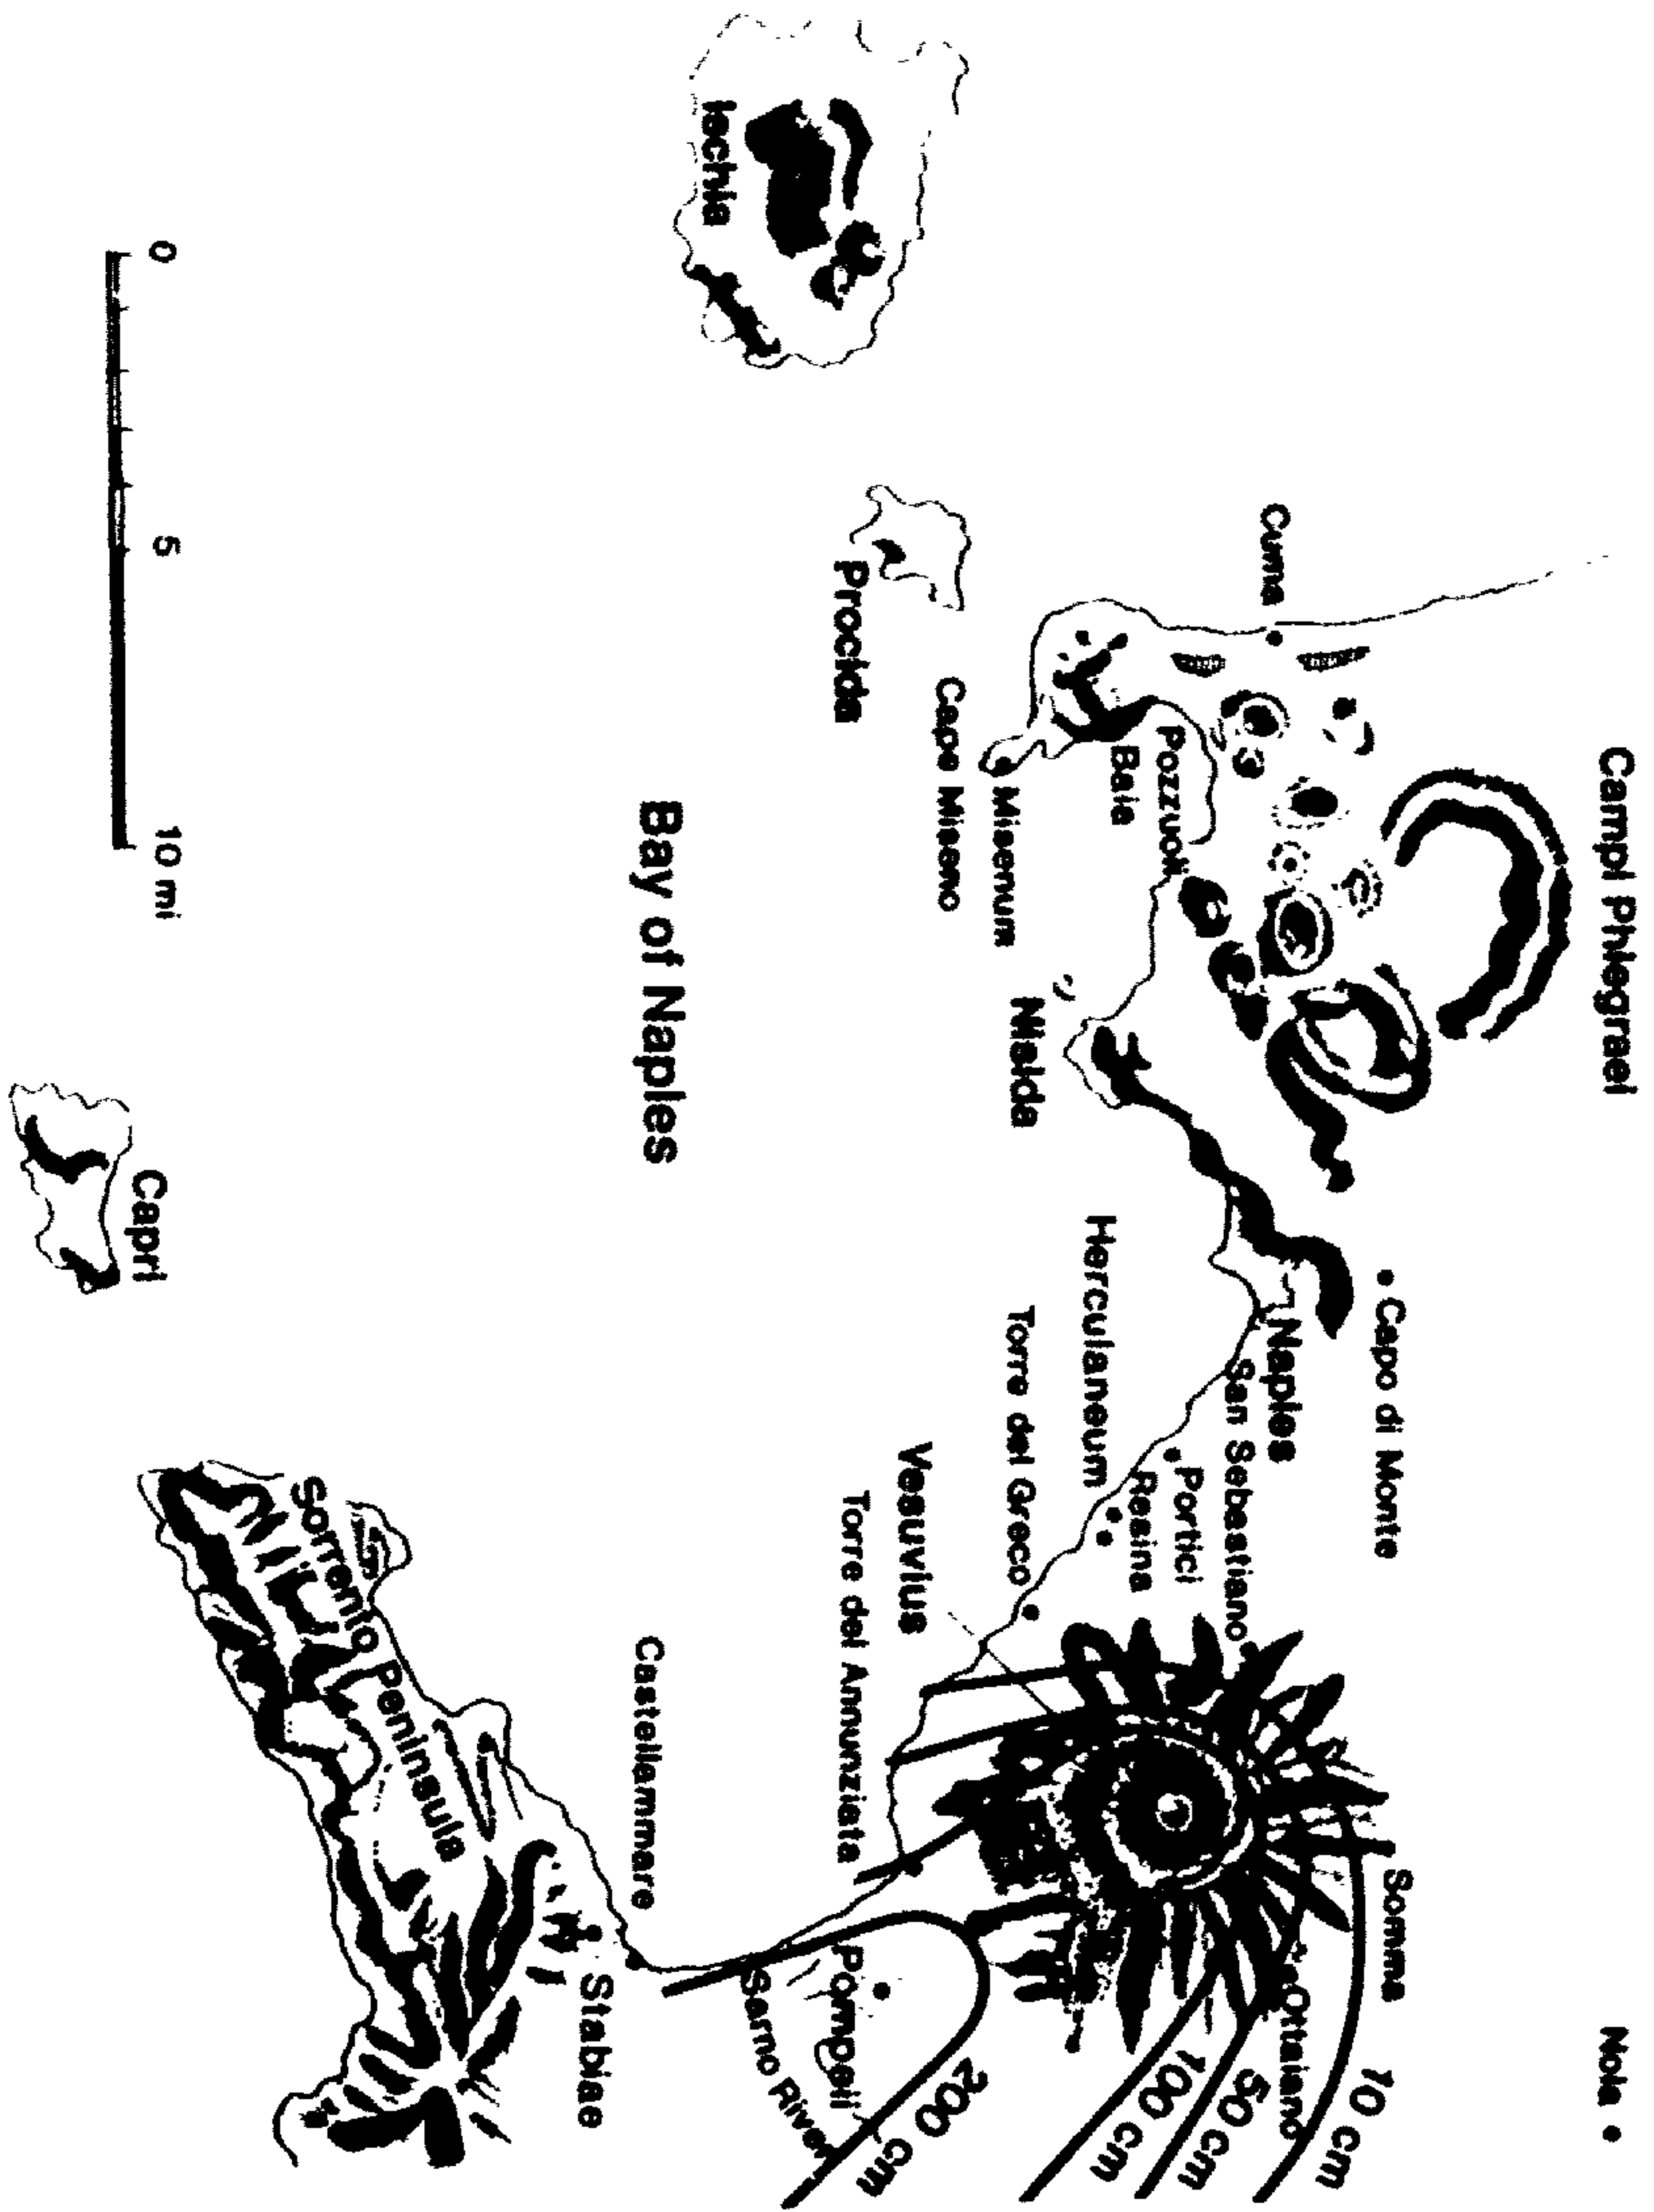 Campi Phlegraei
Nola
Capo di Monte
Somma
10 cm
Cuma
Naples
Ottaiano
50 cm
San Sebastiano
100 cm
Pozzuoli
Portici
Baia
Resina
Herculaneum
Misenum
Nisida
Torre del Greco
Cape Miseno
200 cm
Vesuvius
Procida
Torre del Annunziata
Pompeii
Sarno River
Ischia
Bay of Naples
Castellammare
Stabiae
Sorrento Peninsula
0 5 10 mi
Capri